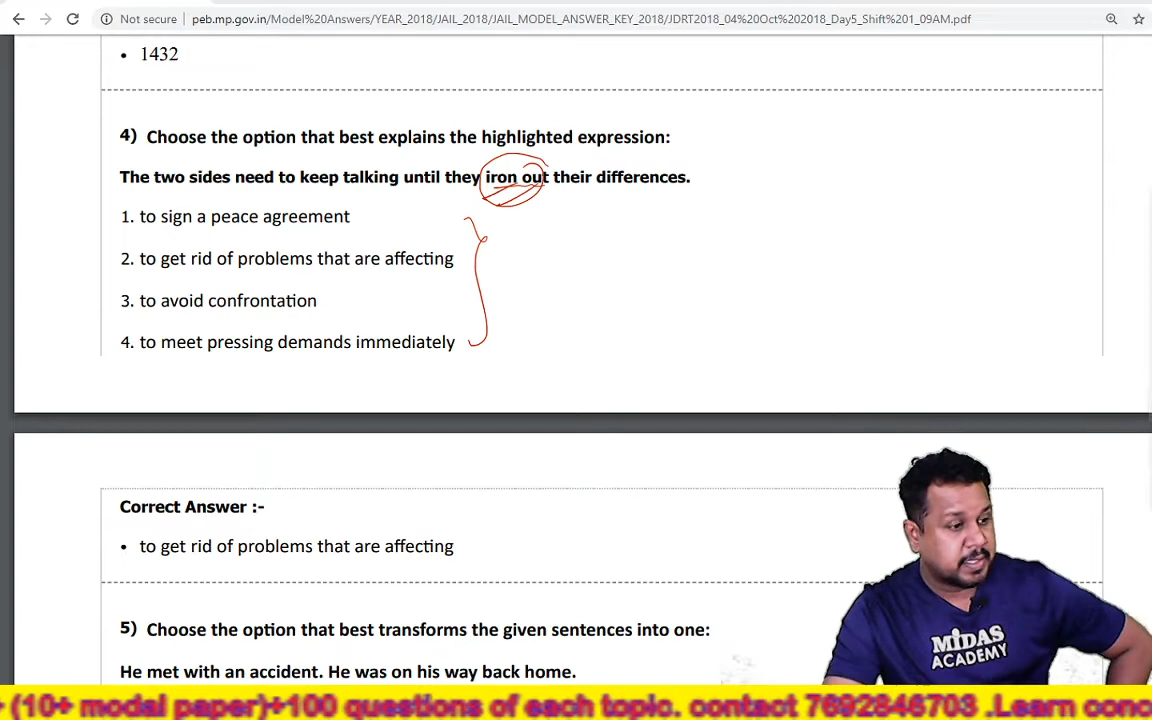 Not secure
peb.mp.gov.in/Model%20Answers/YEAR_2018/JAIL_2018/JAIL_MODEL_ANSWER_KEY_2018/JDRT2018_04%20Oct%202018_Day5_Shift%201_09AM.pdf
• 1432
4) Choose the option that best explains the highlighted expression:
The two sides need to keep talking until they iron out their differences.
1. to sign a peace agreement
2. to get rid of problems that are affecting
3. to avoid confrontation
4. to meet pressing demands immediately
Correct Answer :-
• to get rid of problems that are affecting
5) Choose the option that best transforms the given sentences into one:
He met with an accident. He was on his way back home.
MIDAS
ACADEMY
(10+ modal paper)+100 questions of each topic. contact 7692846703 .Learn conc